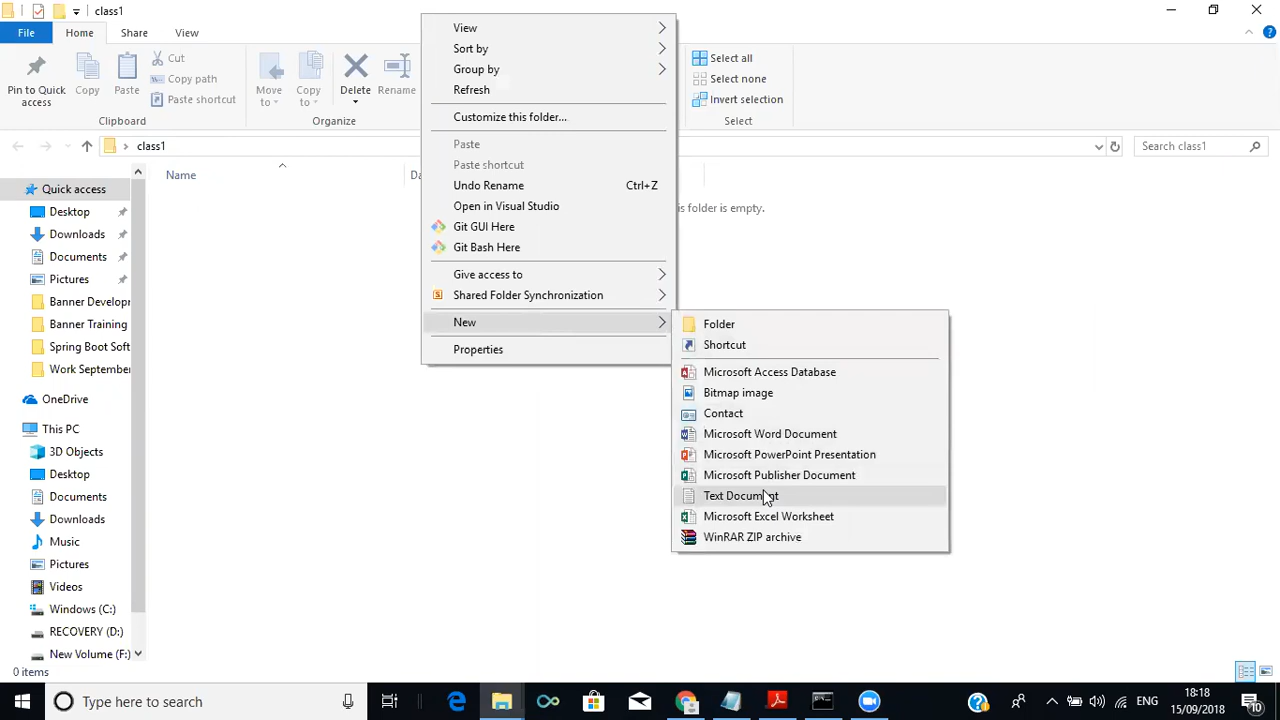 class1
File Home Share View
Pin to Quick access
Copy
Paste
Cut
Copy path
Paste shortcut
Clipboard
Move to
Copy to
Delete
Rename
Organize
Select all
Select none
Invert selection
Select
class1
Search class1
Name
is folder is empty.
Quick access
Desktop
Downloads
Documents
Pictures
Banner Develop
Banner Training
Spring Boot Soft
Work September
OneDrive
This PC
3D Objects
Desktop
Documents
Downloads
Music
Pictures
Videos
Windows (C:)
RECOVERY (D:)
New Volume (F:)
0 items
View
Sort by
Group by
Refresh
Customize this folder...
Paste
Paste shortcut
Undo Rename Ctrl+Z
Open in Visual Studio
Git GUI Here
Git Bash Here
Give access to
Shared Folder Synchronization
New
Properties
Folder
Shortcut
Microsoft Access Database
Bitmap image
Contact
Microsoft Word Document
Microsoft PowerPoint Presentation
Microsoft Publisher Document
Text Document
Microsoft Excel Worksheet
WinRAR ZIP archive
Type here to search
ENG
18:18
15/09/2018
10